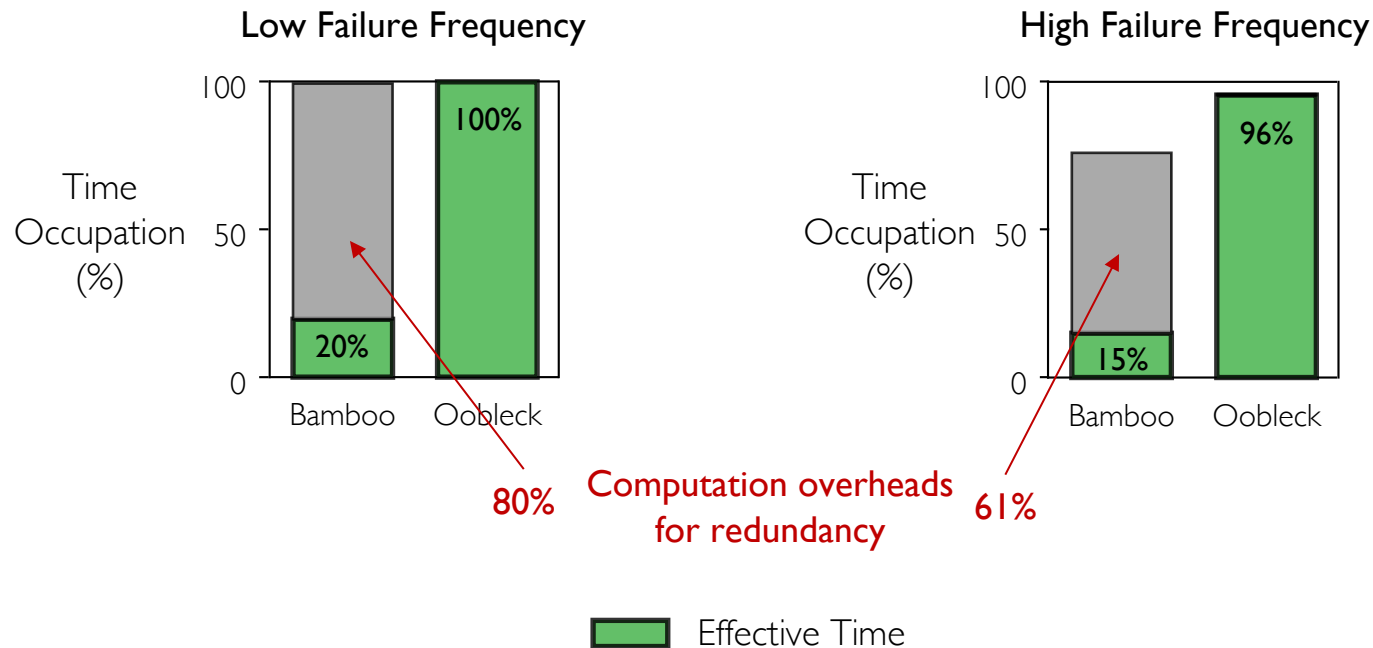 Low Failure Frequency
100
50
0
Time
Occupation
(%)
100%
20%
Bamboo
Oobleck
High Failure Frequency
100
50
0
Time
Occupation
(%)
96%
15%
Bamboo
Oobleck
80%
Computation overheads
for redundancy
61%
Effective Time